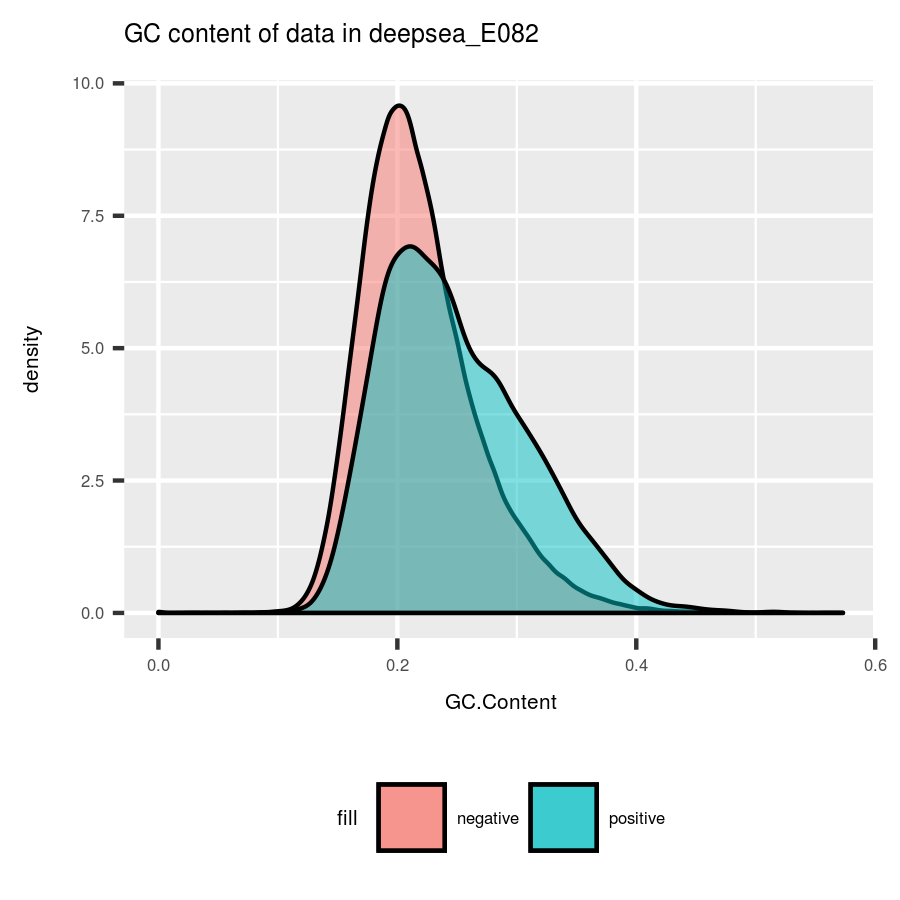 GC content of data in deepsea_E082
10.0
7.5
5.0
2.5
0.0
density
0.0 0.2 0.4 0.6
GC.Content
fill negative positive